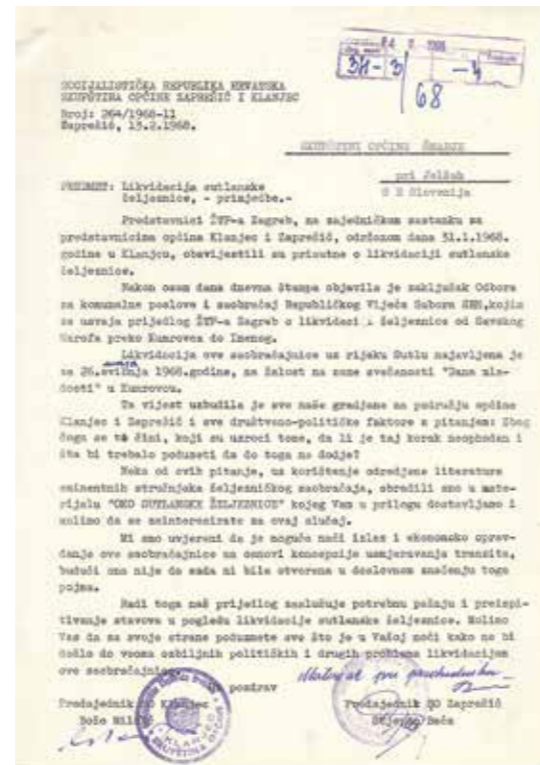 3H-3/68-4
SOCIJALISTIČKA REPUBLIKA HRVATSKA
SKUPŠTINA OPĆINE ZAPREŠIĆ I KLANJEC
Broj: 264/1968-11
Zaprešić, 13.2.1968.
SKUPŠTINI OPĆINE ŠMARJE
pri Jelšah
S R Slovenija
PREDMET: Likvidacija sutlanske
željeznice, - primjedbe.-
Predstavnici ŽTP-a Zagreb, na zajedničkom sastanku sa
predstavnicima općina Klanjec i Zaprešić, održanom dana 31.1.1968.
godine u Klanjcu, obavijestili su prisutne o likvidaciji sutlanske
željeznice.
Nakon osam dana dnevna štampa objavila je zaključak Odbora
za komunalne poslove i saobraćaj Republičkog Vijeća Sabora SRH, kojim
se usvaja prijedlog ŽTP-a Zagreb o likvidaciji željeznice od Savskog
Marofa preko Kumrovca do Imenog.
Likvidacija ove saobraćajnice uz rijeku Sutlu najavljena je
za 26. svibnja 1968. godine, na žalost na same svečanosti "Dana mla-
dosti" u Kumrovcu.
Ta vijest uzbudila je sve naše gradjane na području općine
Klanjec i Zaprešić i sve društveno-političke faktore s pitanjem: Zbog
čega se to čini, koji su uzroci tome, da li je taj korak neophodan i
šta bi trebalo poduzeti da do toga ne dodje?
Neka od ovih pitanje, uz korištenje odredjene literature
eminentnih stručnjaka željezničkog saobraćaja, obradili smo u mate-
rijalu "OKO SUTLANSKE ŽELJEZNICE" kojeg Vam u prilogu dostavljamo i
molimo da se zainteresirate za ovaj slučaj.
Mi smo uvjereni da je moguće naći izlaz i ekonomsko oprav-
danje ove saobraćajnice na osnovi koncepcije usmjeravanja tranzita,
budući ona nije do sada ni bila otvorena u doslovnom značenju toga
pojma.
Radi toga naš prijedlog zaslužuje potrebnu pažnju i preispi-
tivanje stavova u pogledu likvidacije sutlanske željeznice. Molimo
Vas da sa svoje strane poduzmete sve što je u Vašoj moći kako ne bi
došlo do veoma ozbiljnih političkih i drugih problema likvidacijom
ove saobraćajnice.
pozdrav
Predsjednik SO Klanjec
Predsjednik SO Zaprešić
Božo
Stjepan
KLANJEC